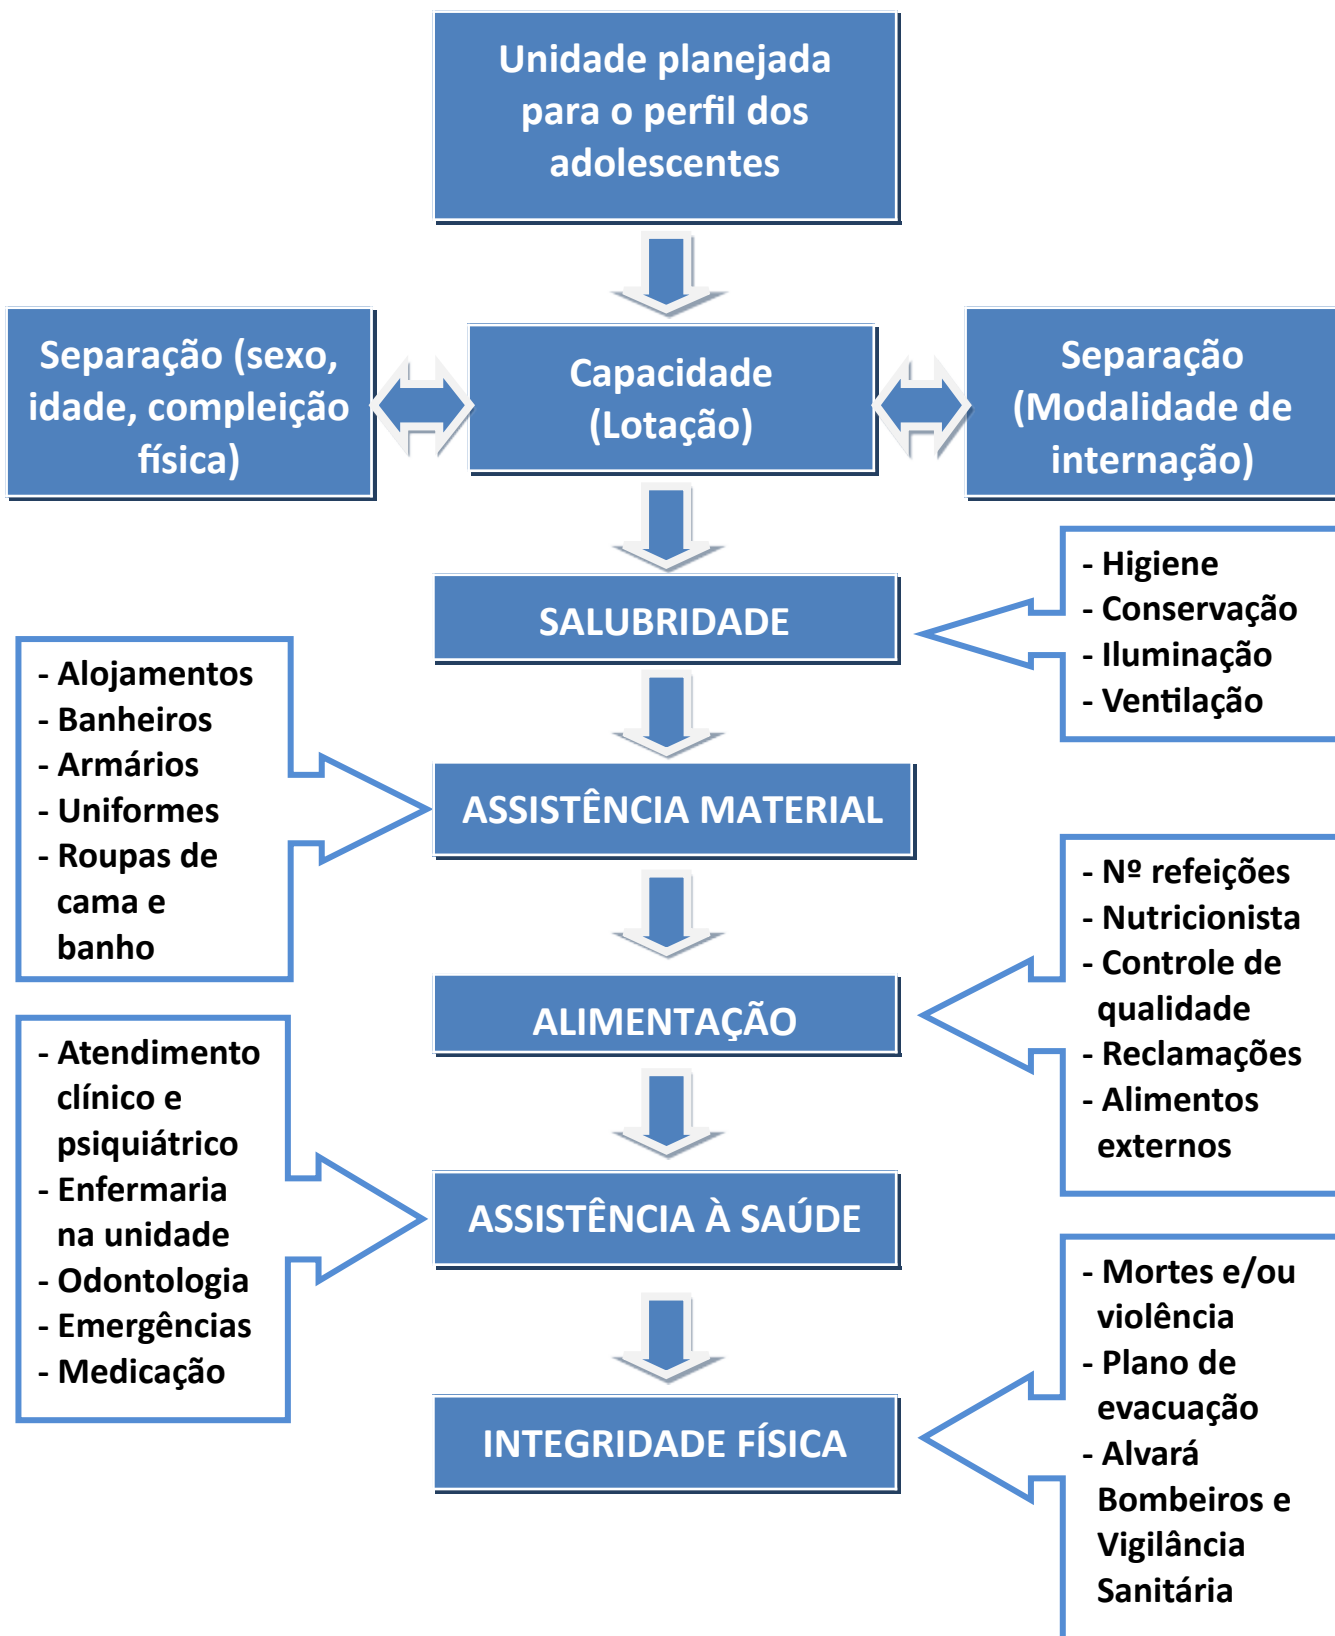 Unidade planejada
para o perfil dos
adolescentes
Separação (sexo,
idade, compleição
física)
Capacidade
(Lotação)
Separação
(Modalidade de
internação)
SALUBRIDADE
- Higiene
- Conservação
- Iluminação
- Ventilação
- Alojamentos
- Banheiros
- Armários
- Uniformes
- Roupas de
cama e
banho
ASSISTÊNCIA MATERIAL
- Nº refeições
- Nutricionista
- Controle de
qualidade
- Reclamações
- Alimentos
externos
ALIMENTAÇÃO
- Atendimento
clínico e
psiquiátrico
- Enfermaria
na unidade
- Odontologia
- Emergências
- Medicação
ASSISTÊNCIA À SAÚDE
- Mortes e/ou
violência
- Plano de
evacuação
- Alvará
Bombeiros e
Vigilância
Sanitária
INTEGRIDADE FÍSICA